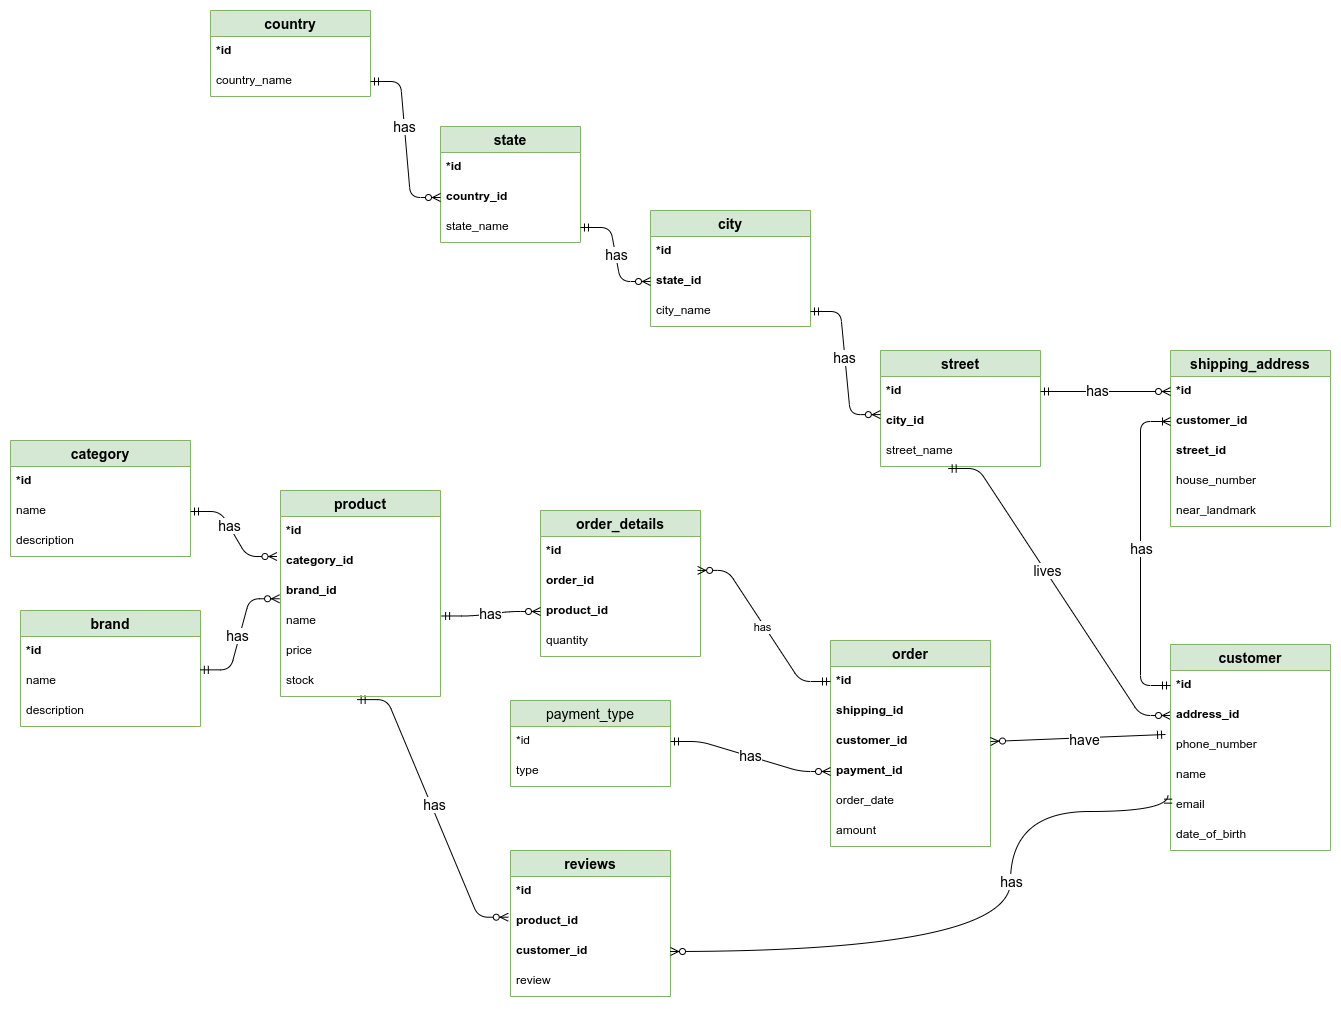 country
*id
country_name
has
state
*id
country_id
state_name
has
city
*id
state_id
city_name
has
street
*id
city_id
street_name
has
shipping_address
*id
customer_id
street_id
house_number
near_landmark
category
*id
name
description
has
brand
*id
name
description
has
product
*id
category_id
brand_id
name
price
stock
has
order_details
*id
order_id
product_id
quantity
has
lives
has
payment_type
*id
type
has
order
*id
shipping_id
customer_id
payment_id
order_date
amount
have
customer
*id
address_id
phone_number
name
email
date_of_birth
has
reviews
*id
product_id
customer_id
review
has